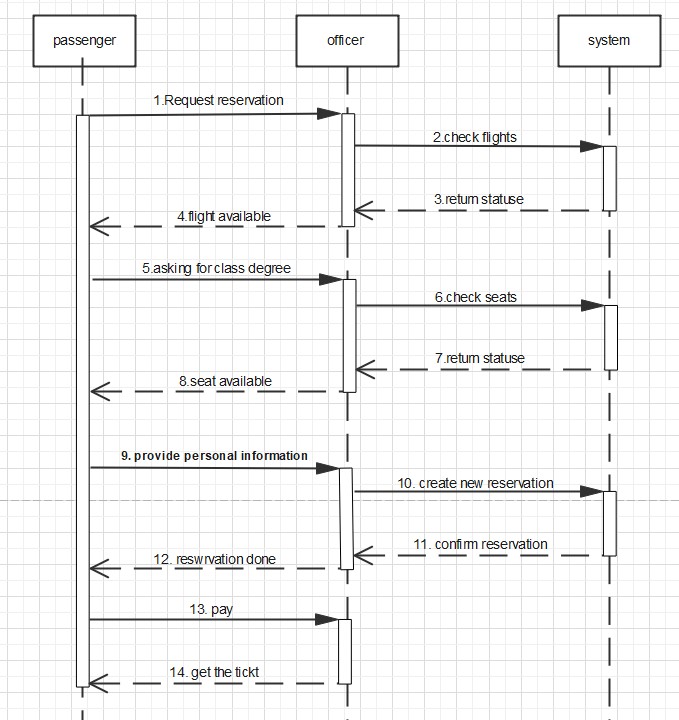 passenger
officer
system
1.Request reservation
2.check flights
3.return statuse
4.flight available
5.asking for class degree
6.check seats
7.return statuse
8.seat available
9. provide personal information
10. create new reservation
11. confirm reservation
12. reswrvation done
13. pay
14. get the tickt